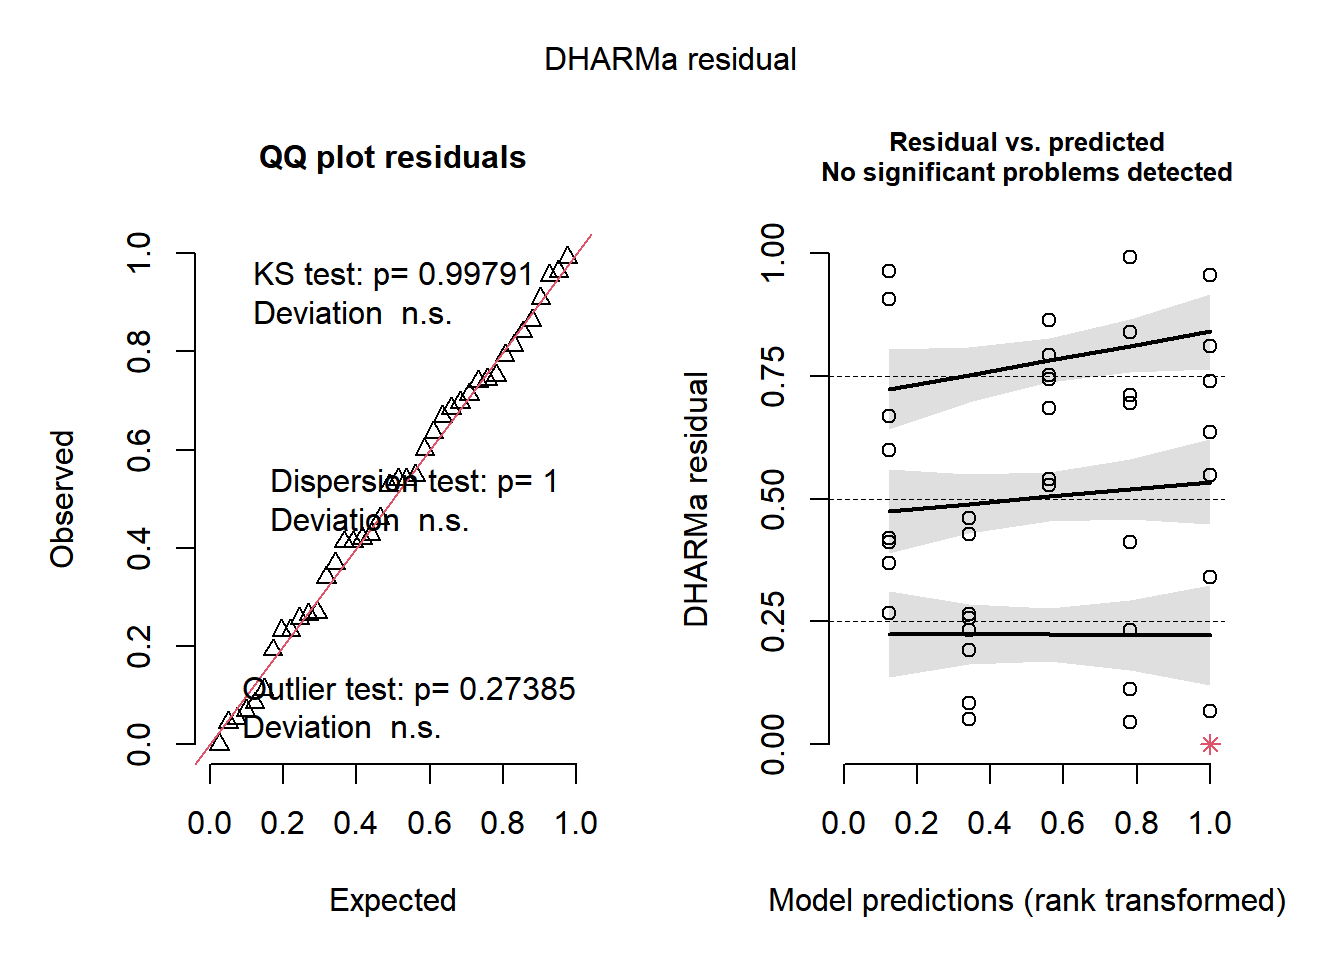 DHARMa residual
QQ plot residuals
KS test: p= 0.99791
Deviation  n.s.
Dispersion test: p= 1
Deviation  n.s.
Outlier test: p= 0.27385
Deviation  n.s.
Observed
0.0 0.2 0.4 0.6 0.8 1.0
0.0 0.2 0.4 0.6 0.8 1.0
Expected
Residual vs. predicted
No significant problems detected
DHARMa residual
0.00 0.25 0.50 0.75 1.00
0.0 0.2 0.4 0.6 0.8 1.0
Model predictions (rank transformed)